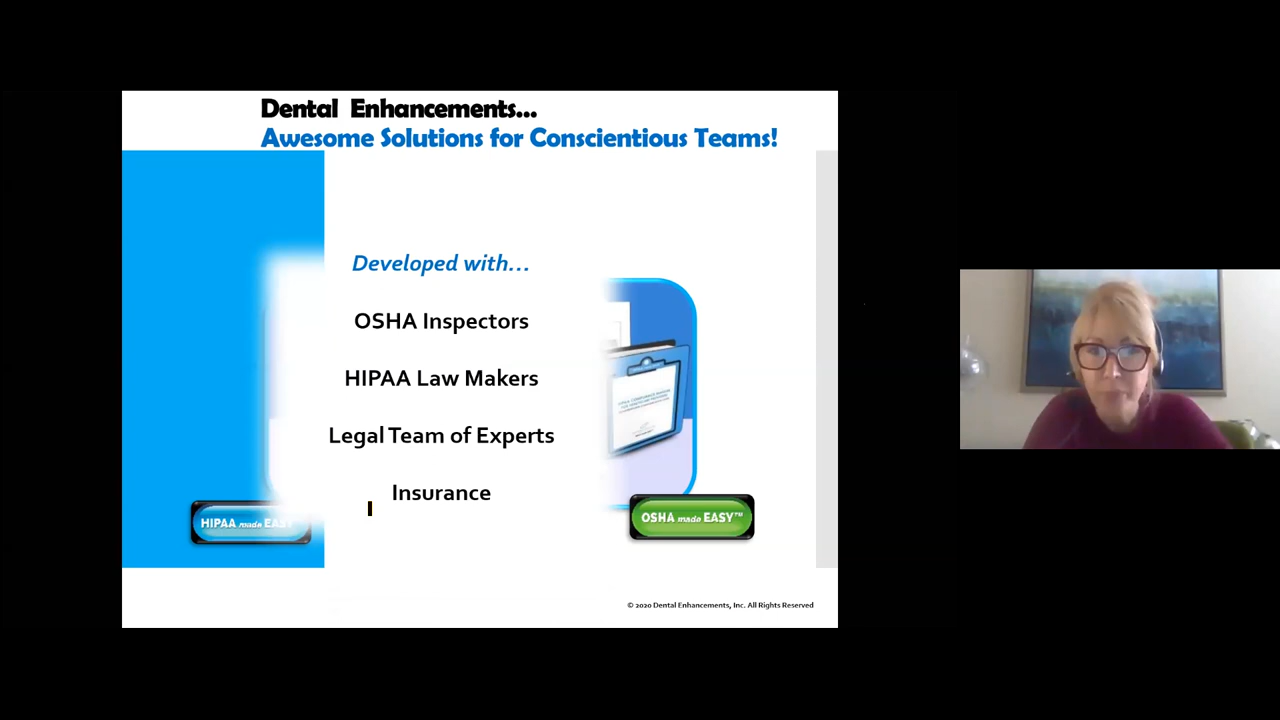 Dental Enhancements...
Awesome Solutions for Conscientious Teams!
Developed with...
OSHA Inspectors
HIPAA Law Makers
Legal Team of Experts
Insurance
HIPAA made EASY
OSHA made EASY™
© 2020 Dental Enhancements, Inc. All Rights Reserved